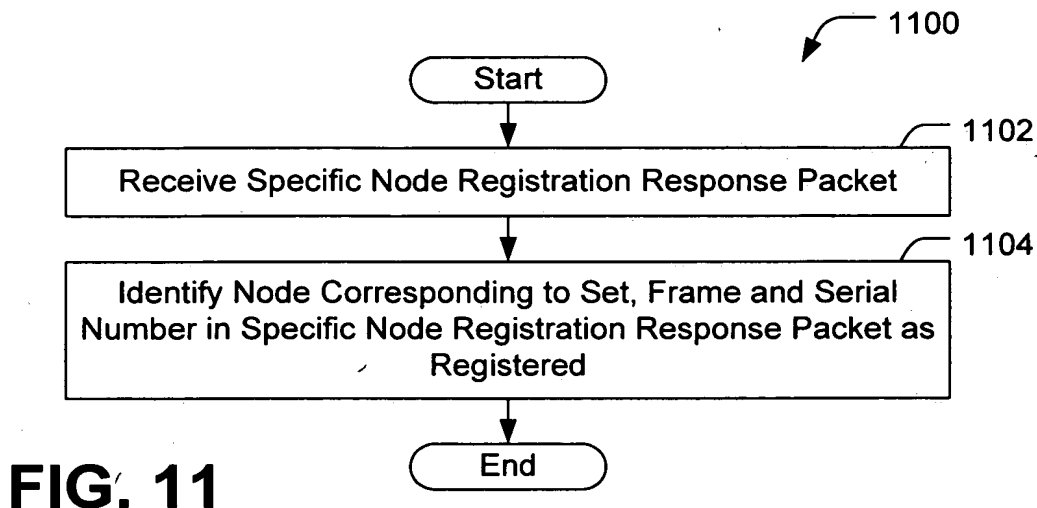 1100
Start
1102
Receive Specific Node Registration Response Packet
1104
Identify Node Corresponding to Set, Frame and Serial
Number in Specific Node Registration Response Packet as
Registered
End
FIG. 11